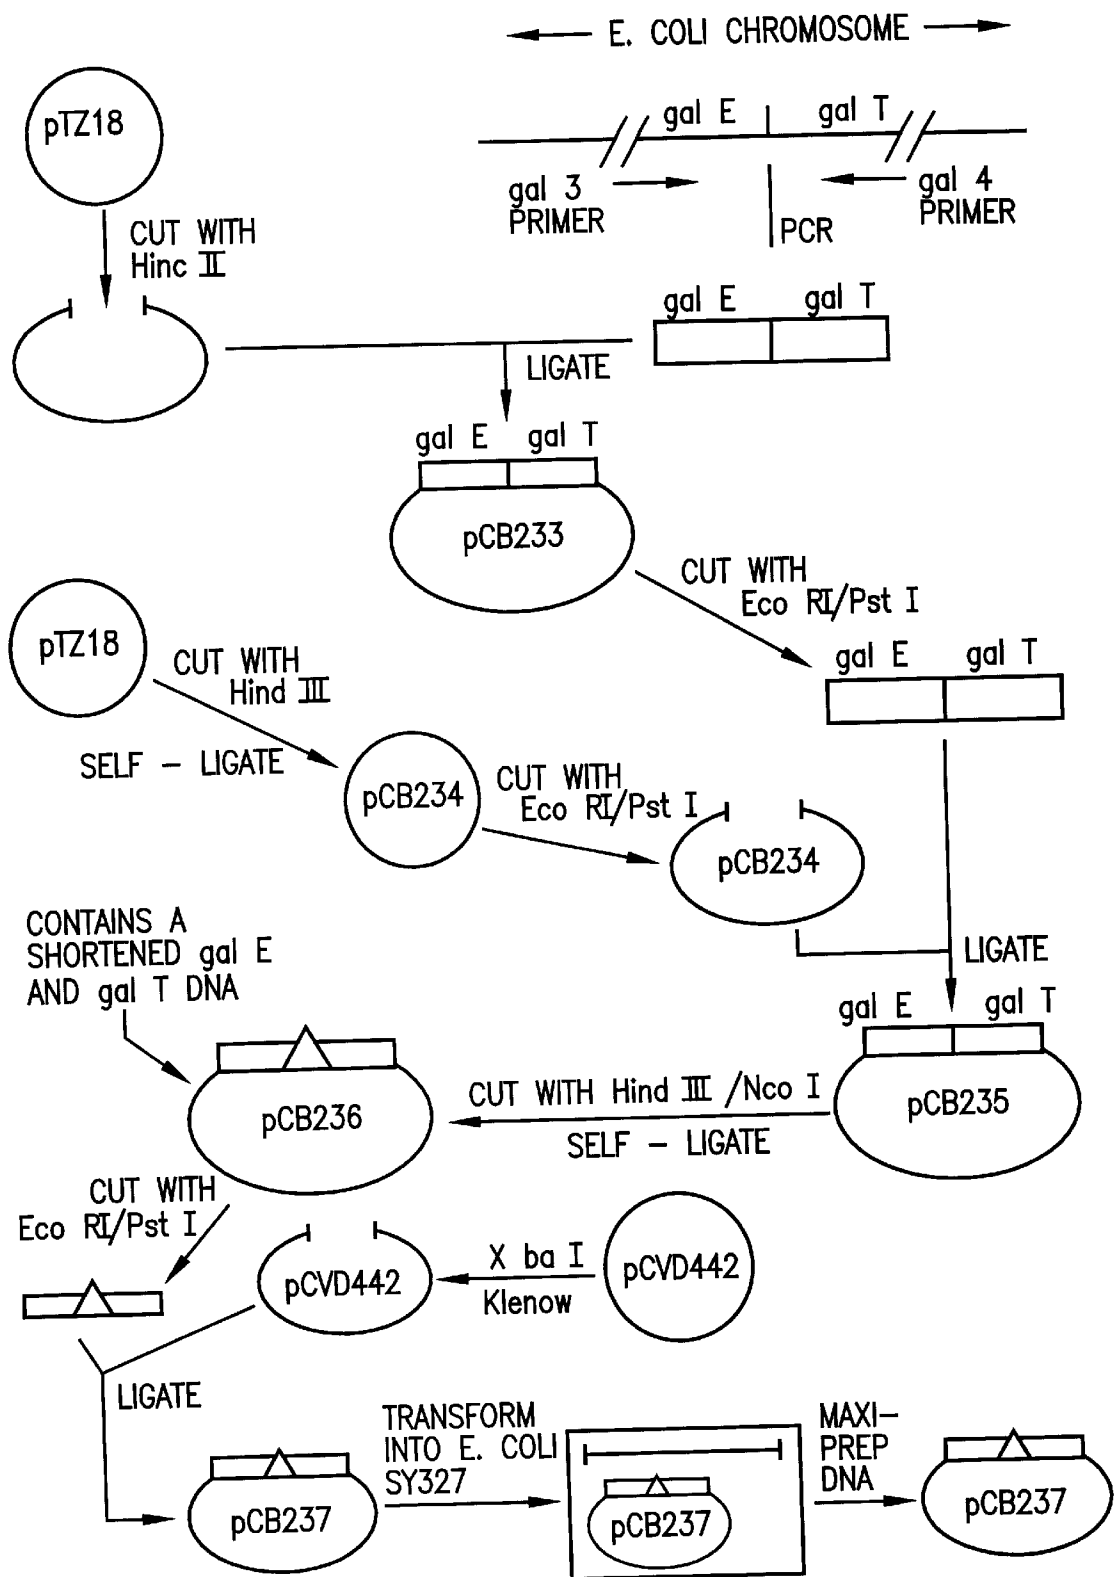 E. COLI CHROMOSOME
pTZ18
gal E
gal T
gal 3
PRIMER
gal 4
PRIMER
PCR
CUT WITH
Hinc II
gal E
gal T
LIGATE
gal E
gal T
pCB233
CUT WITH
Eco RI/Pst I
pTZ18
CUT WITH
Hind III
SELF - LIGATE
gal E
gal T
pCB234
CUT WITH
Eco RI/Pst I
pCB234
LIGATE
CONTAINS A
SHORTENED gal E
AND gal T DNA
gal E
gal T
pCB235
CUT WITH Hind III /Nco I
SELF - LIGATE
pCB236
CUT WITH
Eco RI/Pst I
pCVD442
X ba I
Klenow
pCVD442
LIGATE
pCB237
TRANSFORM
INTO E. COLI
SY327
pCB237
MAXI-
PREP
DNA
pCB237